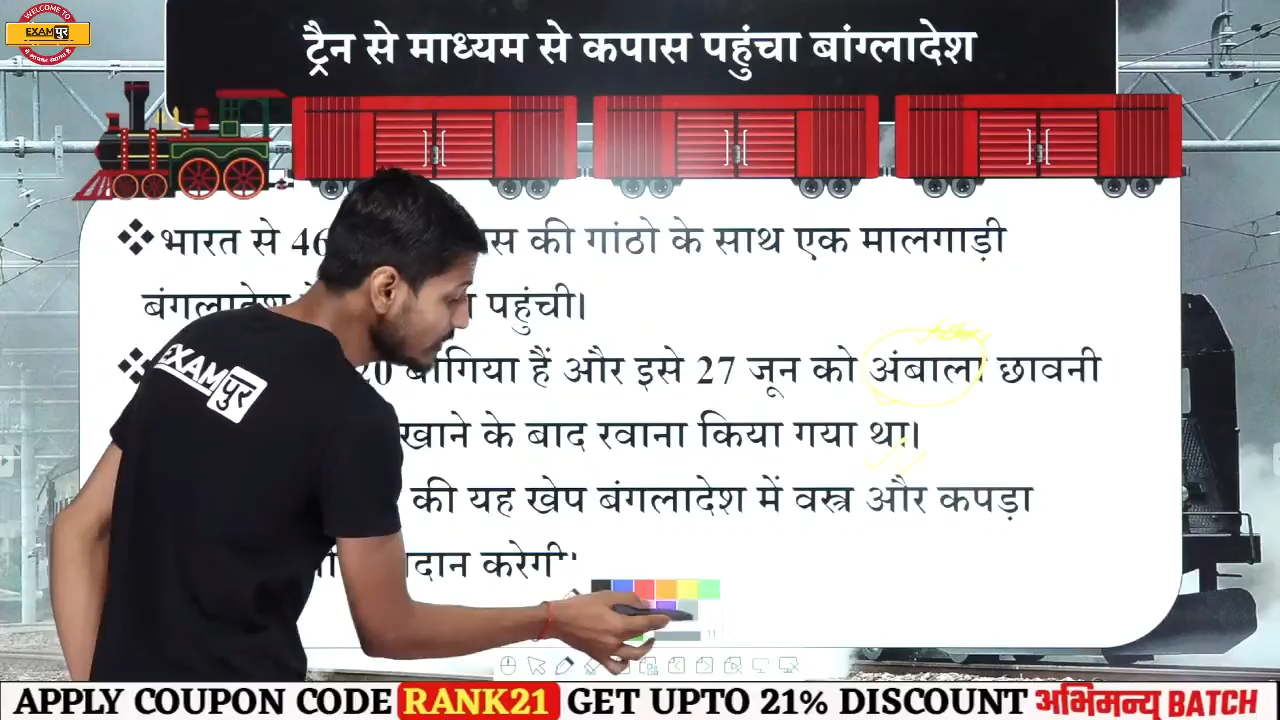 WELCOME TO
EXAMपुर
ट्रैन से माध्यम से कपास पहुंचा बांग्लादेश
भारत से 46 की गांठो के साथ एक मालगाड़ी
पहुंची।
20 बोगिया हैं और इसे 27 जून को अंबाला छावनी
के बाद रवाना किया गया था।
की यह खेप बंगलादेश में वस्त्र और कपड़ा
करेगी
EXAMपुर
APPLY COUPON CODE RANK21 GET UPTO 21% DISCOUNT अभिमन्यु BATCH